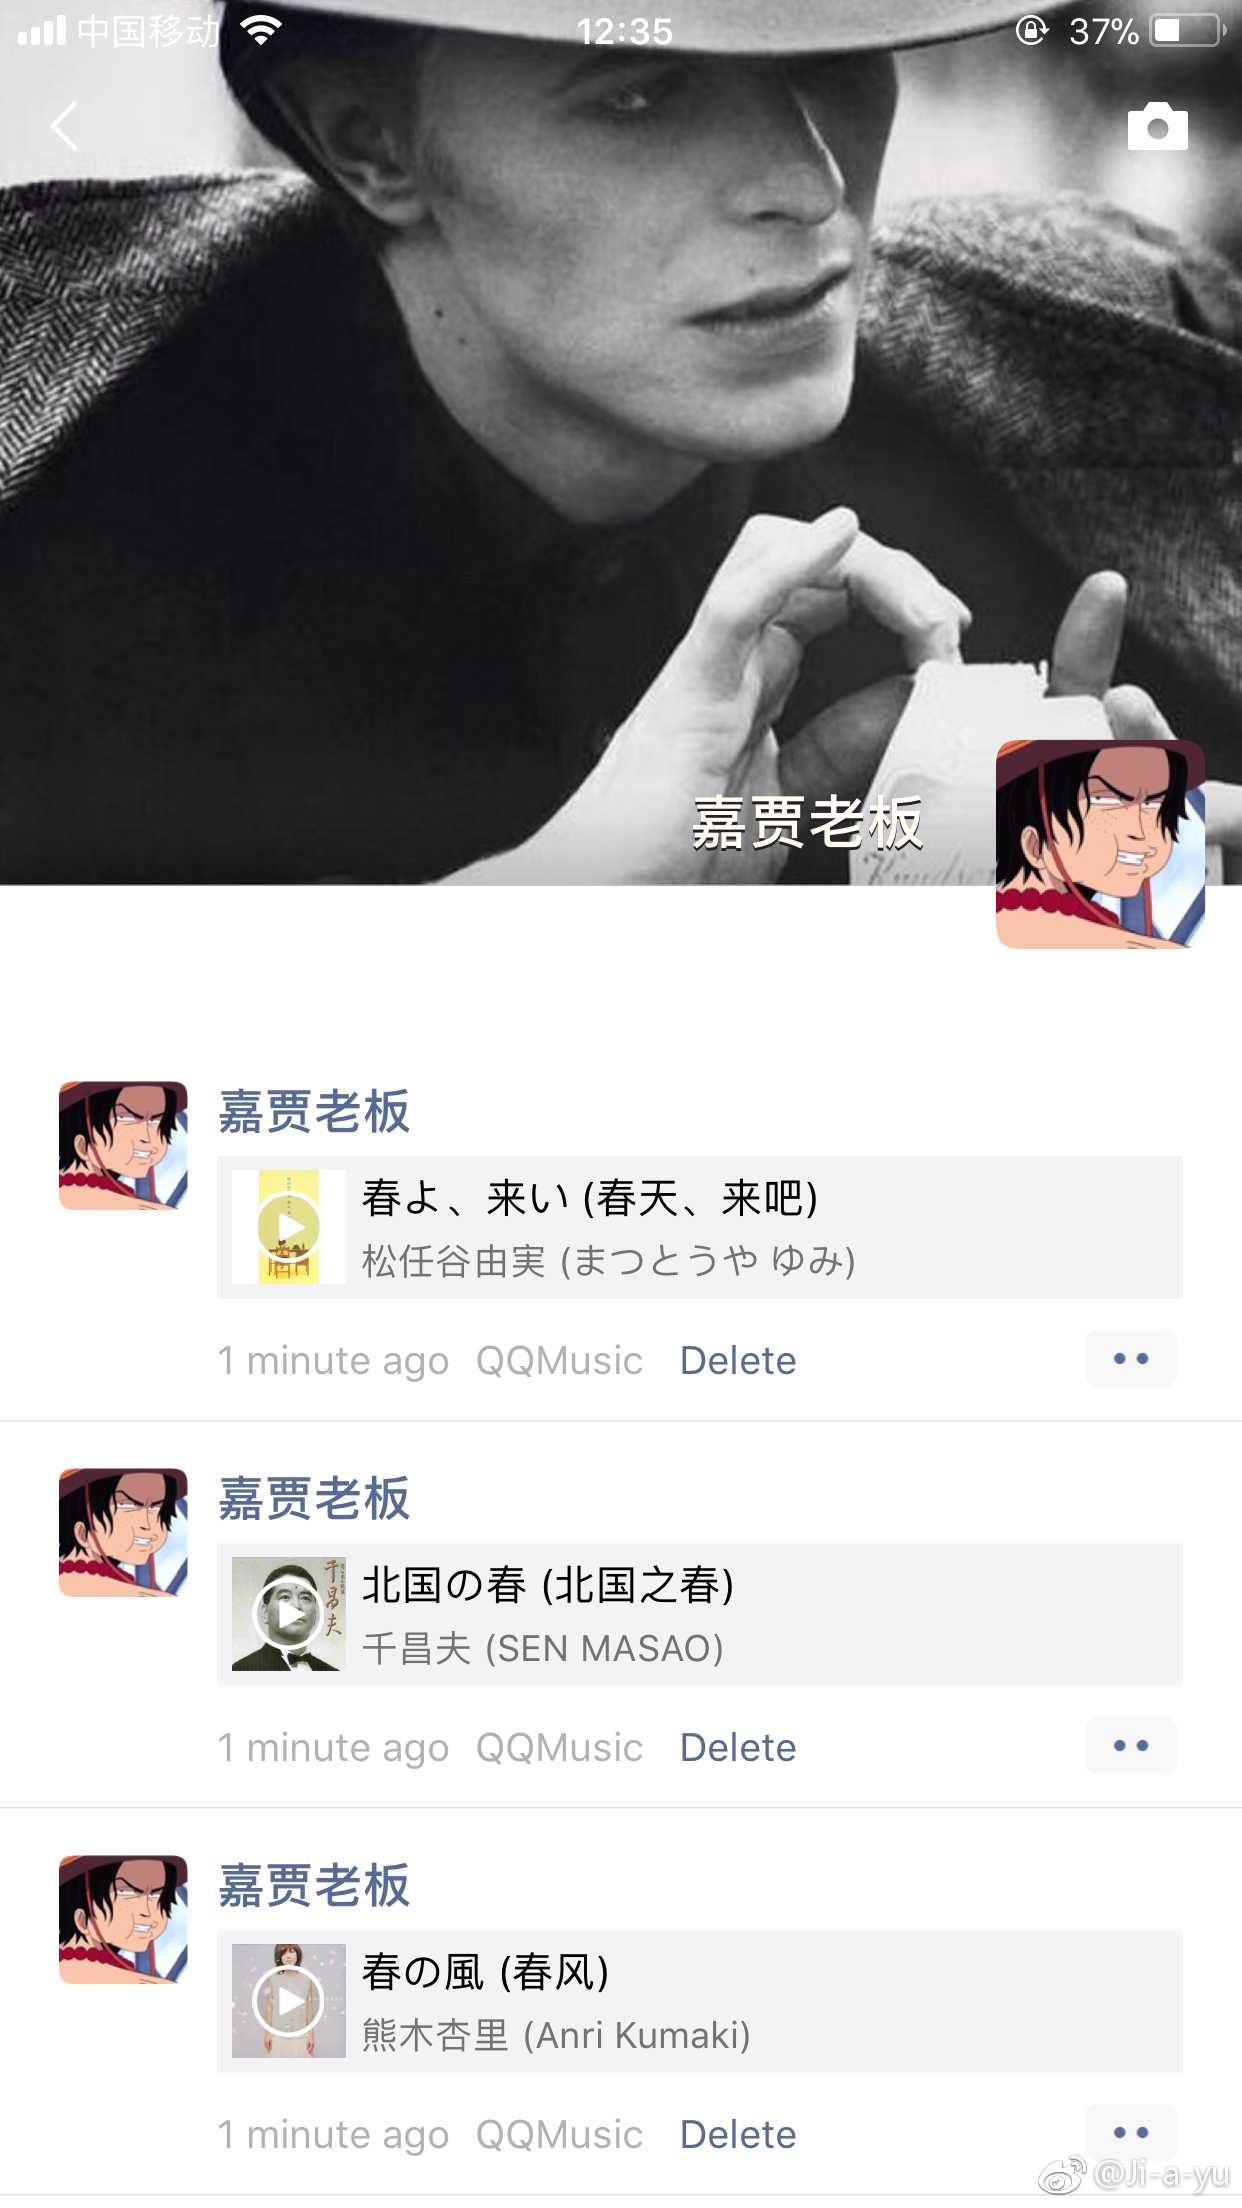 中国移动
12:35
37%
嘉贾老板
嘉贾老板
春よ、来い (春天、来吧)
松任谷由実 (まつとうや ゆみ)
1 minute ago QQMusic Delete
嘉贾老板
千昌夫
北国の春 (北国之春)
千昌夫 (SEN MASAO)
1 minute ago QQMusic Delete
嘉贾老板
春の風 (春风)
熊木杏里 (Anri Kumaki)
1 minute ago QQMusic Delete
@Ji-a-yu